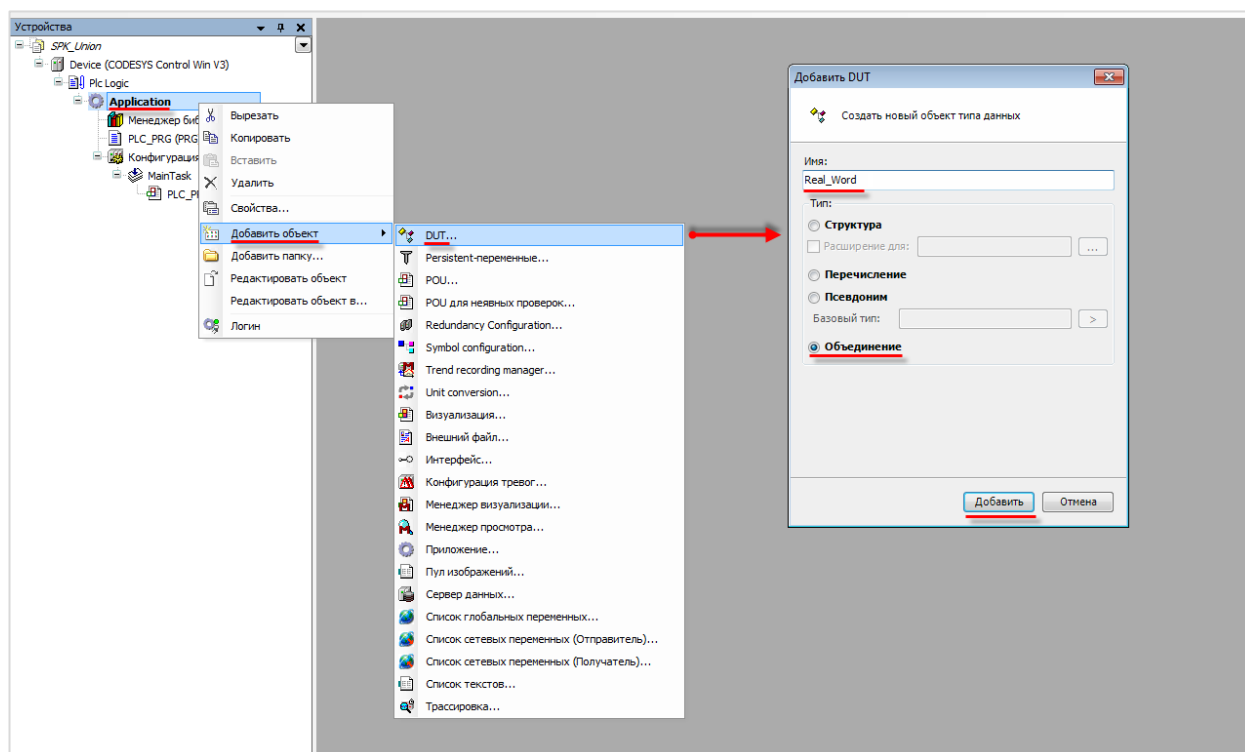 Устройства
SPK_Union
Device (CODESYS Control Win V3)
Plc Logic
Application
Менеджер биб
PLC_PRG (PRG
Конфигурация
MainTask
PLC_P
Вырезать
Копировать
Вставить
Удалить
Свойства...
Добавить объект
Добавить папку...
Редактировать объект
Редактировать объект в...
Логин
DUT...
Persistent-переменные...
POU...
POU для неявных проверок...
Redundancy Configuration...
Symbol configuration...
Trend recording manager...
Unit conversion...
Визуализация...
Внешний файл...
Интерфейс...
Конфигурация тревог...
Менеджер визуализации...
Менеджер просмотра...
Приложение...
Пул изображений...
Сервер данных...
Список глобальных переменных...
Список сетевых переменных (Отправитель)...
Список сетевых переменных (Получатель)...
Список текстов...
Трассировка...
Добавить DUT
Создать новый объект типа данных
Имя:
Real_Word
Тип:
Структура
Расширение для:
...
Перечисление
Псевдоним
Базовый тип:
>
Объединение
Добавить
Отмена